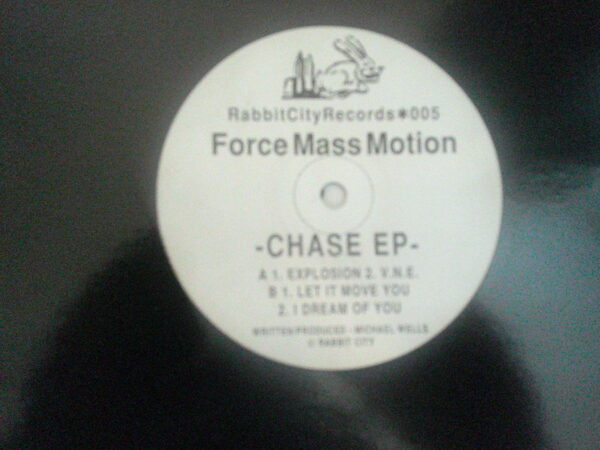 RabbitCityRecords*005
Force Mass Motion
-CHASE EP-
A 1. EXPLOSION 2. V.N.E.
B 1. LET IT MOVE YOU
2. I DREAM OF YOU
WRITTEN/PRODUCED - MICHAEL WELLS
© RABBIT CITY